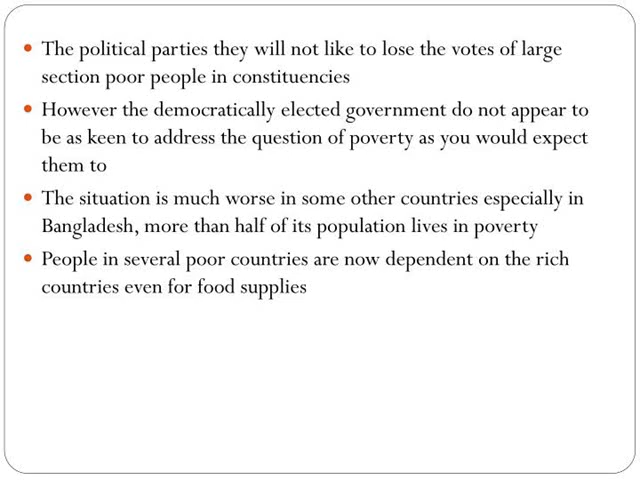 The political parties they will not like to lose the votes of large
section poor people in constituencies
However the democratically elected government do not appear to
be as keen to address the question of poverty as you would expect
them to
The situation is much worse in some other countries especially in
Bangladesh, more than half of its population lives in poverty
People in several poor countries are now dependent on the rich
countries even for food supplies